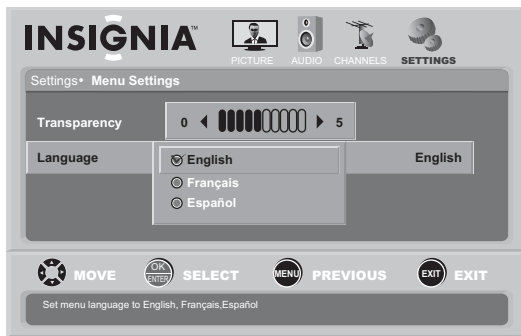 INSIGNIA™
PICTURE AUDIO CHANNELS SETTINGS
Settings• Menu Settings
Transparency 0 5
Language English
English
Français
Español
MOVE OK ENTER SELECT MENU PREVIOUS EXIT EXIT
Set menu language to English, Français,Español